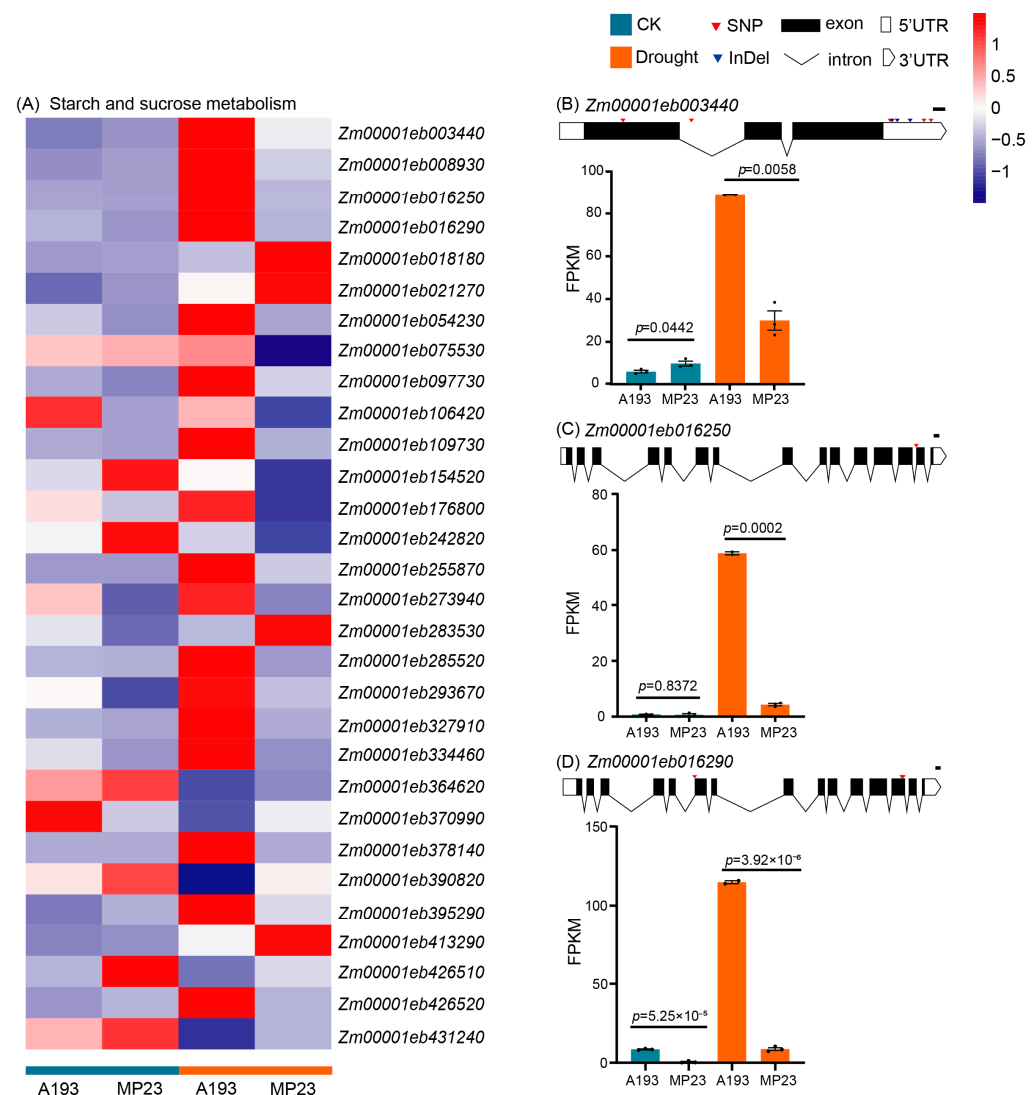 CK
SNP
exon
5'UTR
Drought
InDel
intron
3'UTR
1
0.5
0
−0.5
−1
(A) Starch and sucrose metabolism
Zm00001eb003440
Zm00001eb008930
Zm00001eb016250
Zm00001eb016290
Zm00001eb018180
Zm00001eb021270
Zm00001eb054230
Zm00001eb075530
Zm00001eb097730
Zm00001eb106420
Zm00001eb109730
Zm00001eb154520
Zm00001eb176800
Zm00001eb242820
Zm00001eb255870
Zm00001eb273940
Zm00001eb283530
Zm00001eb285520
Zm00001eb293670
Zm00001eb327910
Zm00001eb334460
Zm00001eb364620
Zm00001eb370990
Zm00001eb378140
Zm00001eb390820
Zm00001eb395290
Zm00001eb413290
Zm00001eb426510
Zm00001eb426520
Zm00001eb431240
A193 MP23 A193 MP23
(B) Zm00001eb003440
FPKM
100
80
60
40
20
0
p=0.0442
p=0.0058
A193 MP23 A193 MP23
(C) Zm00001eb016250
FPKM
80
60
40
20
0
p=0.8372
p=0.0002
A193 MP23 A193 MP23
(D) Zm00001eb016290
FPKM
150
100
50
0
p=5.25×10⁻⁵
p=3.92×10⁻⁶
A193 MP23 A193 MP23